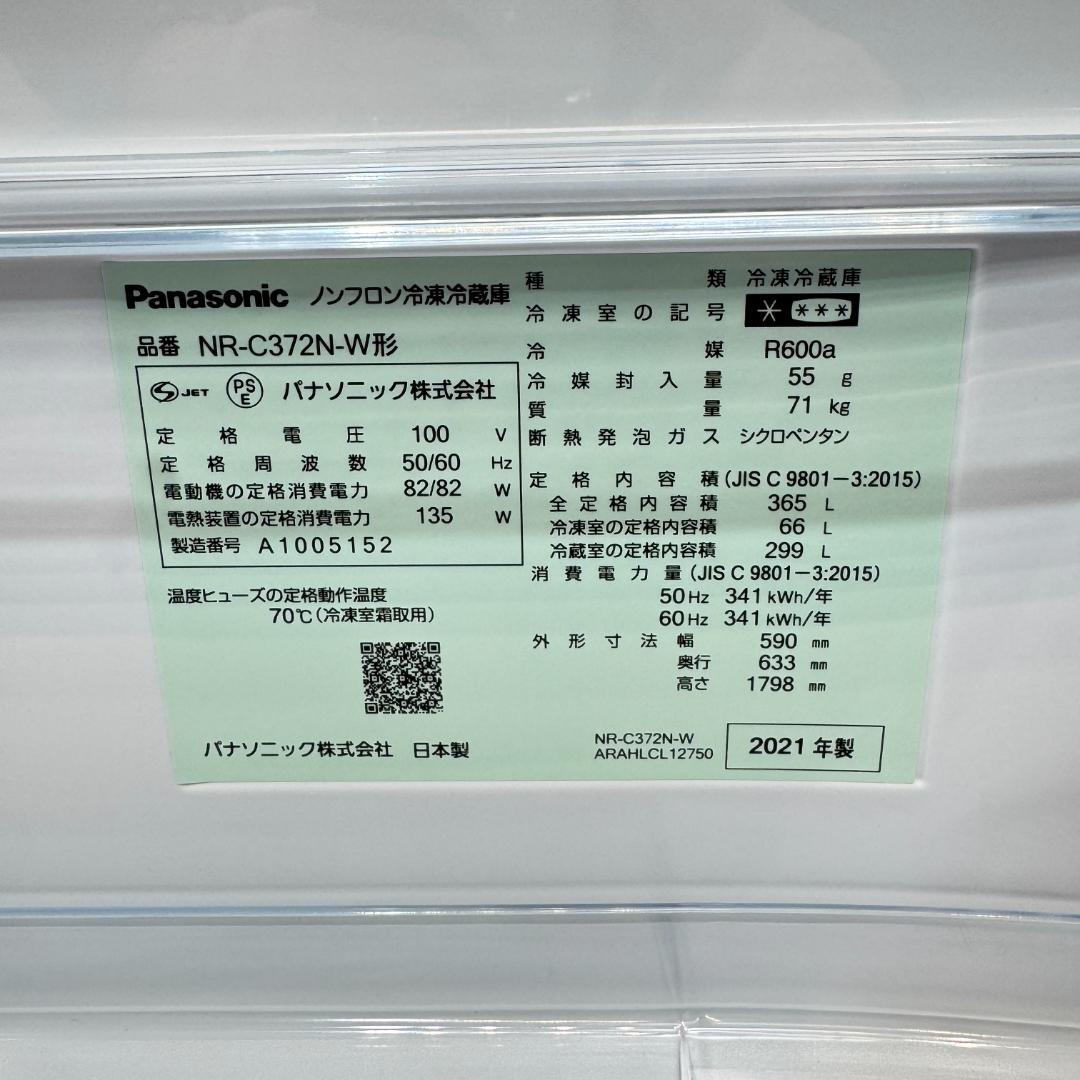 Panasonic ノンフロン冷凍冷蔵庫
品番 NR-C372N-W形
S JET PSE パナソニック株式会社
定格電圧 100 V
定格周波数 50/60 Hz
電動機の定格消費電力 82/82 W
電熱装置の定格消費電力 135 W
製造番号 A1005152
温度ヒューズの定格動作温度
70℃(冷凍室霜取用)
パナソニック株式会社 日本製
種類 冷凍冷蔵庫
冷凍室の記号 * ***
冷媒 R600a
冷媒封入量 55 g
質量 71 kg
断熱発泡ガス シクロペンタン
定格内容積(JIS C 9801-3:2015)
全定格内容積 365 L
冷凍室の定格内容積 66 L
冷蔵室の定格内容積 299 L
消費電力量(JIS C 9801-3:2015)
50Hz 341kWh/年
60Hz 341kWh/年
外形寸法幅 590 mm
奥行 633 mm
高さ 1798 mm
NR-C372N-W
ARAHLCL12750
2021年製